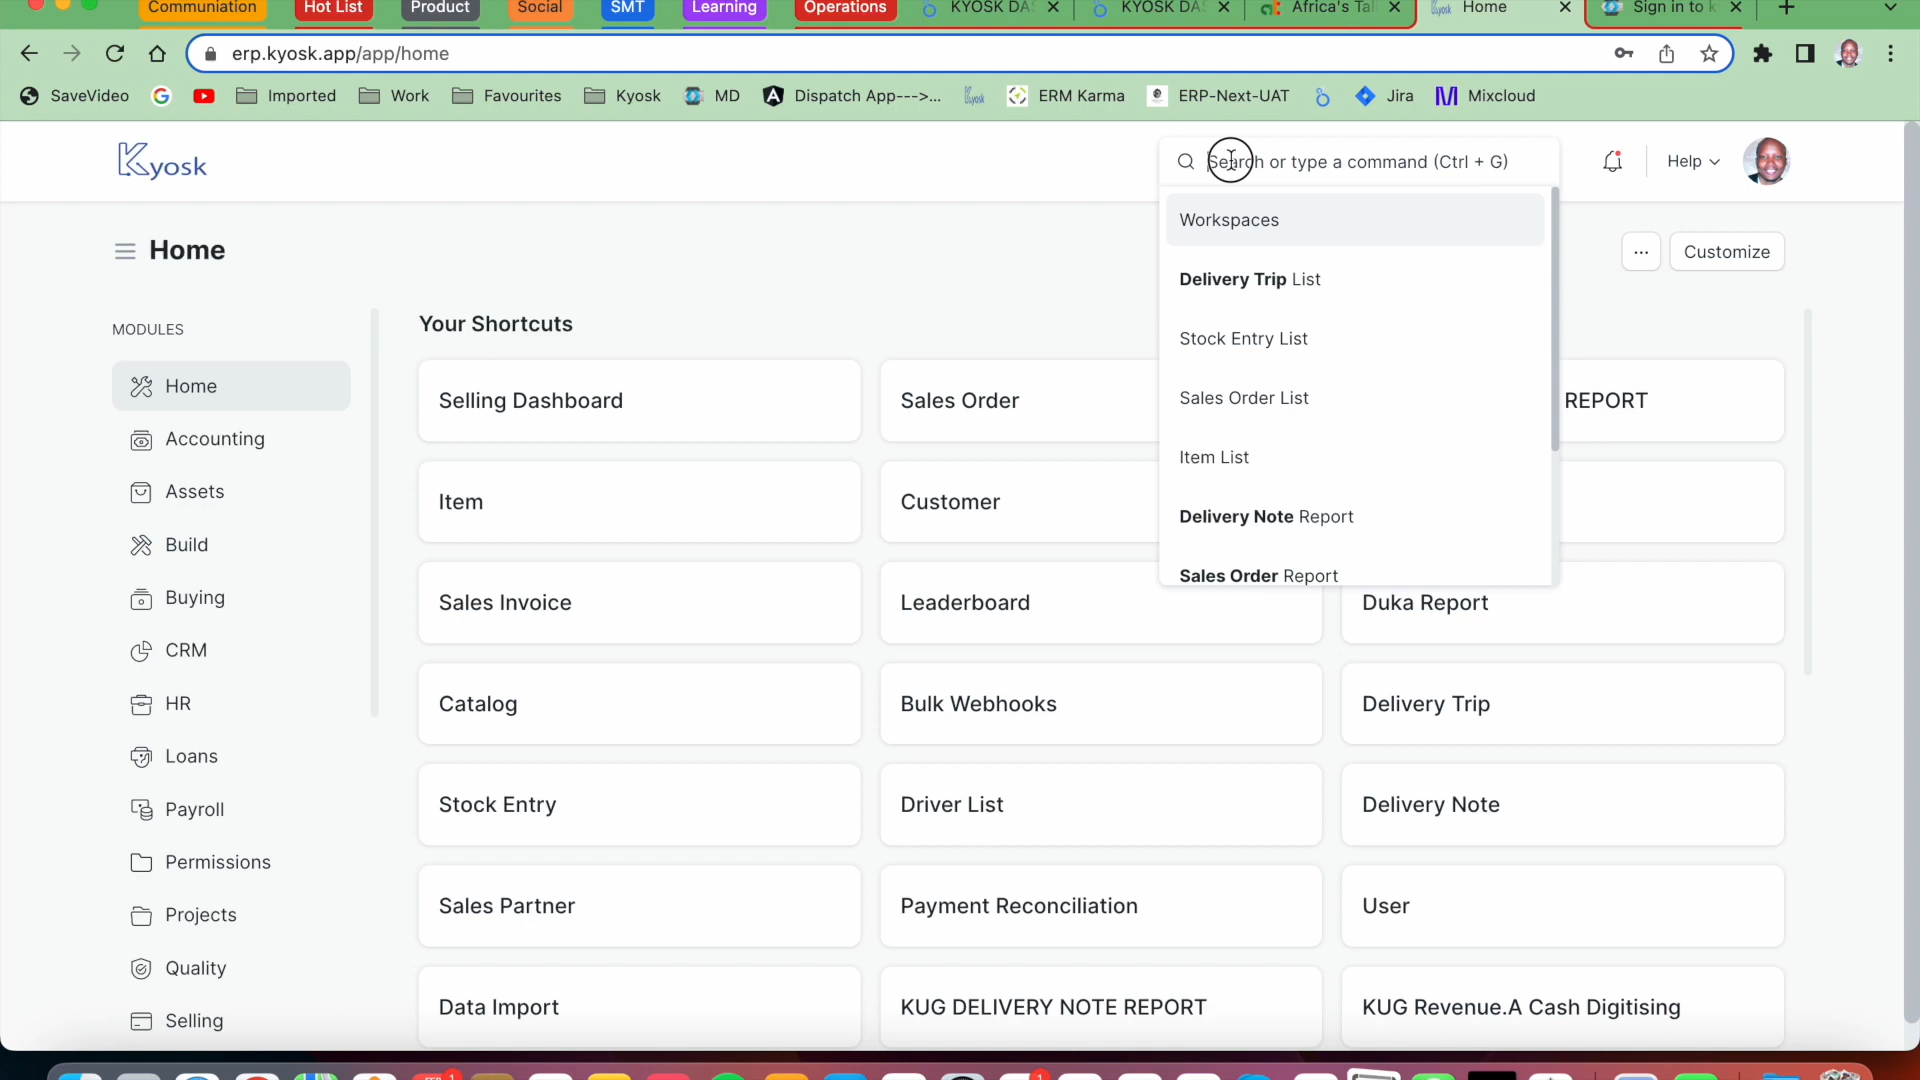 Communiation Hot List Product Social SMT Learning Operations KYOSK DA KYOSK DA Africa's Tal Home Sign in to k
erp.kyosk.app/app/home
SaveVideo Imported Work Favourites Kyosk MD Dispatch App--->... Kyosk ERM Karma ERP-Next-UAT Jira Mixcloud
Kyosk Search or type a command (Ctrl + G) Help
Home
Workspaces
Delivery Trip List
Stock Entry List
Sales Order List
Item List
Delivery Note Report
Sales Order Report
... Customize
MODULES
Home
Accounting
Assets
Build
Buying
CRM
HR
Loans
Payroll
Permissions
Projects
Quality
Selling
Your Shortcuts
Selling Dashboard Sales Order REPORT
Item Customer
Sales Invoice Leaderboard Duka Report
Catalog Bulk Webhooks Delivery Trip
Stock Entry Driver List Delivery Note
Sales Partner Payment Reconciliation User
Data Import KUG DELIVERY NOTE REPORT KUG Revenue.A Cash Digitising